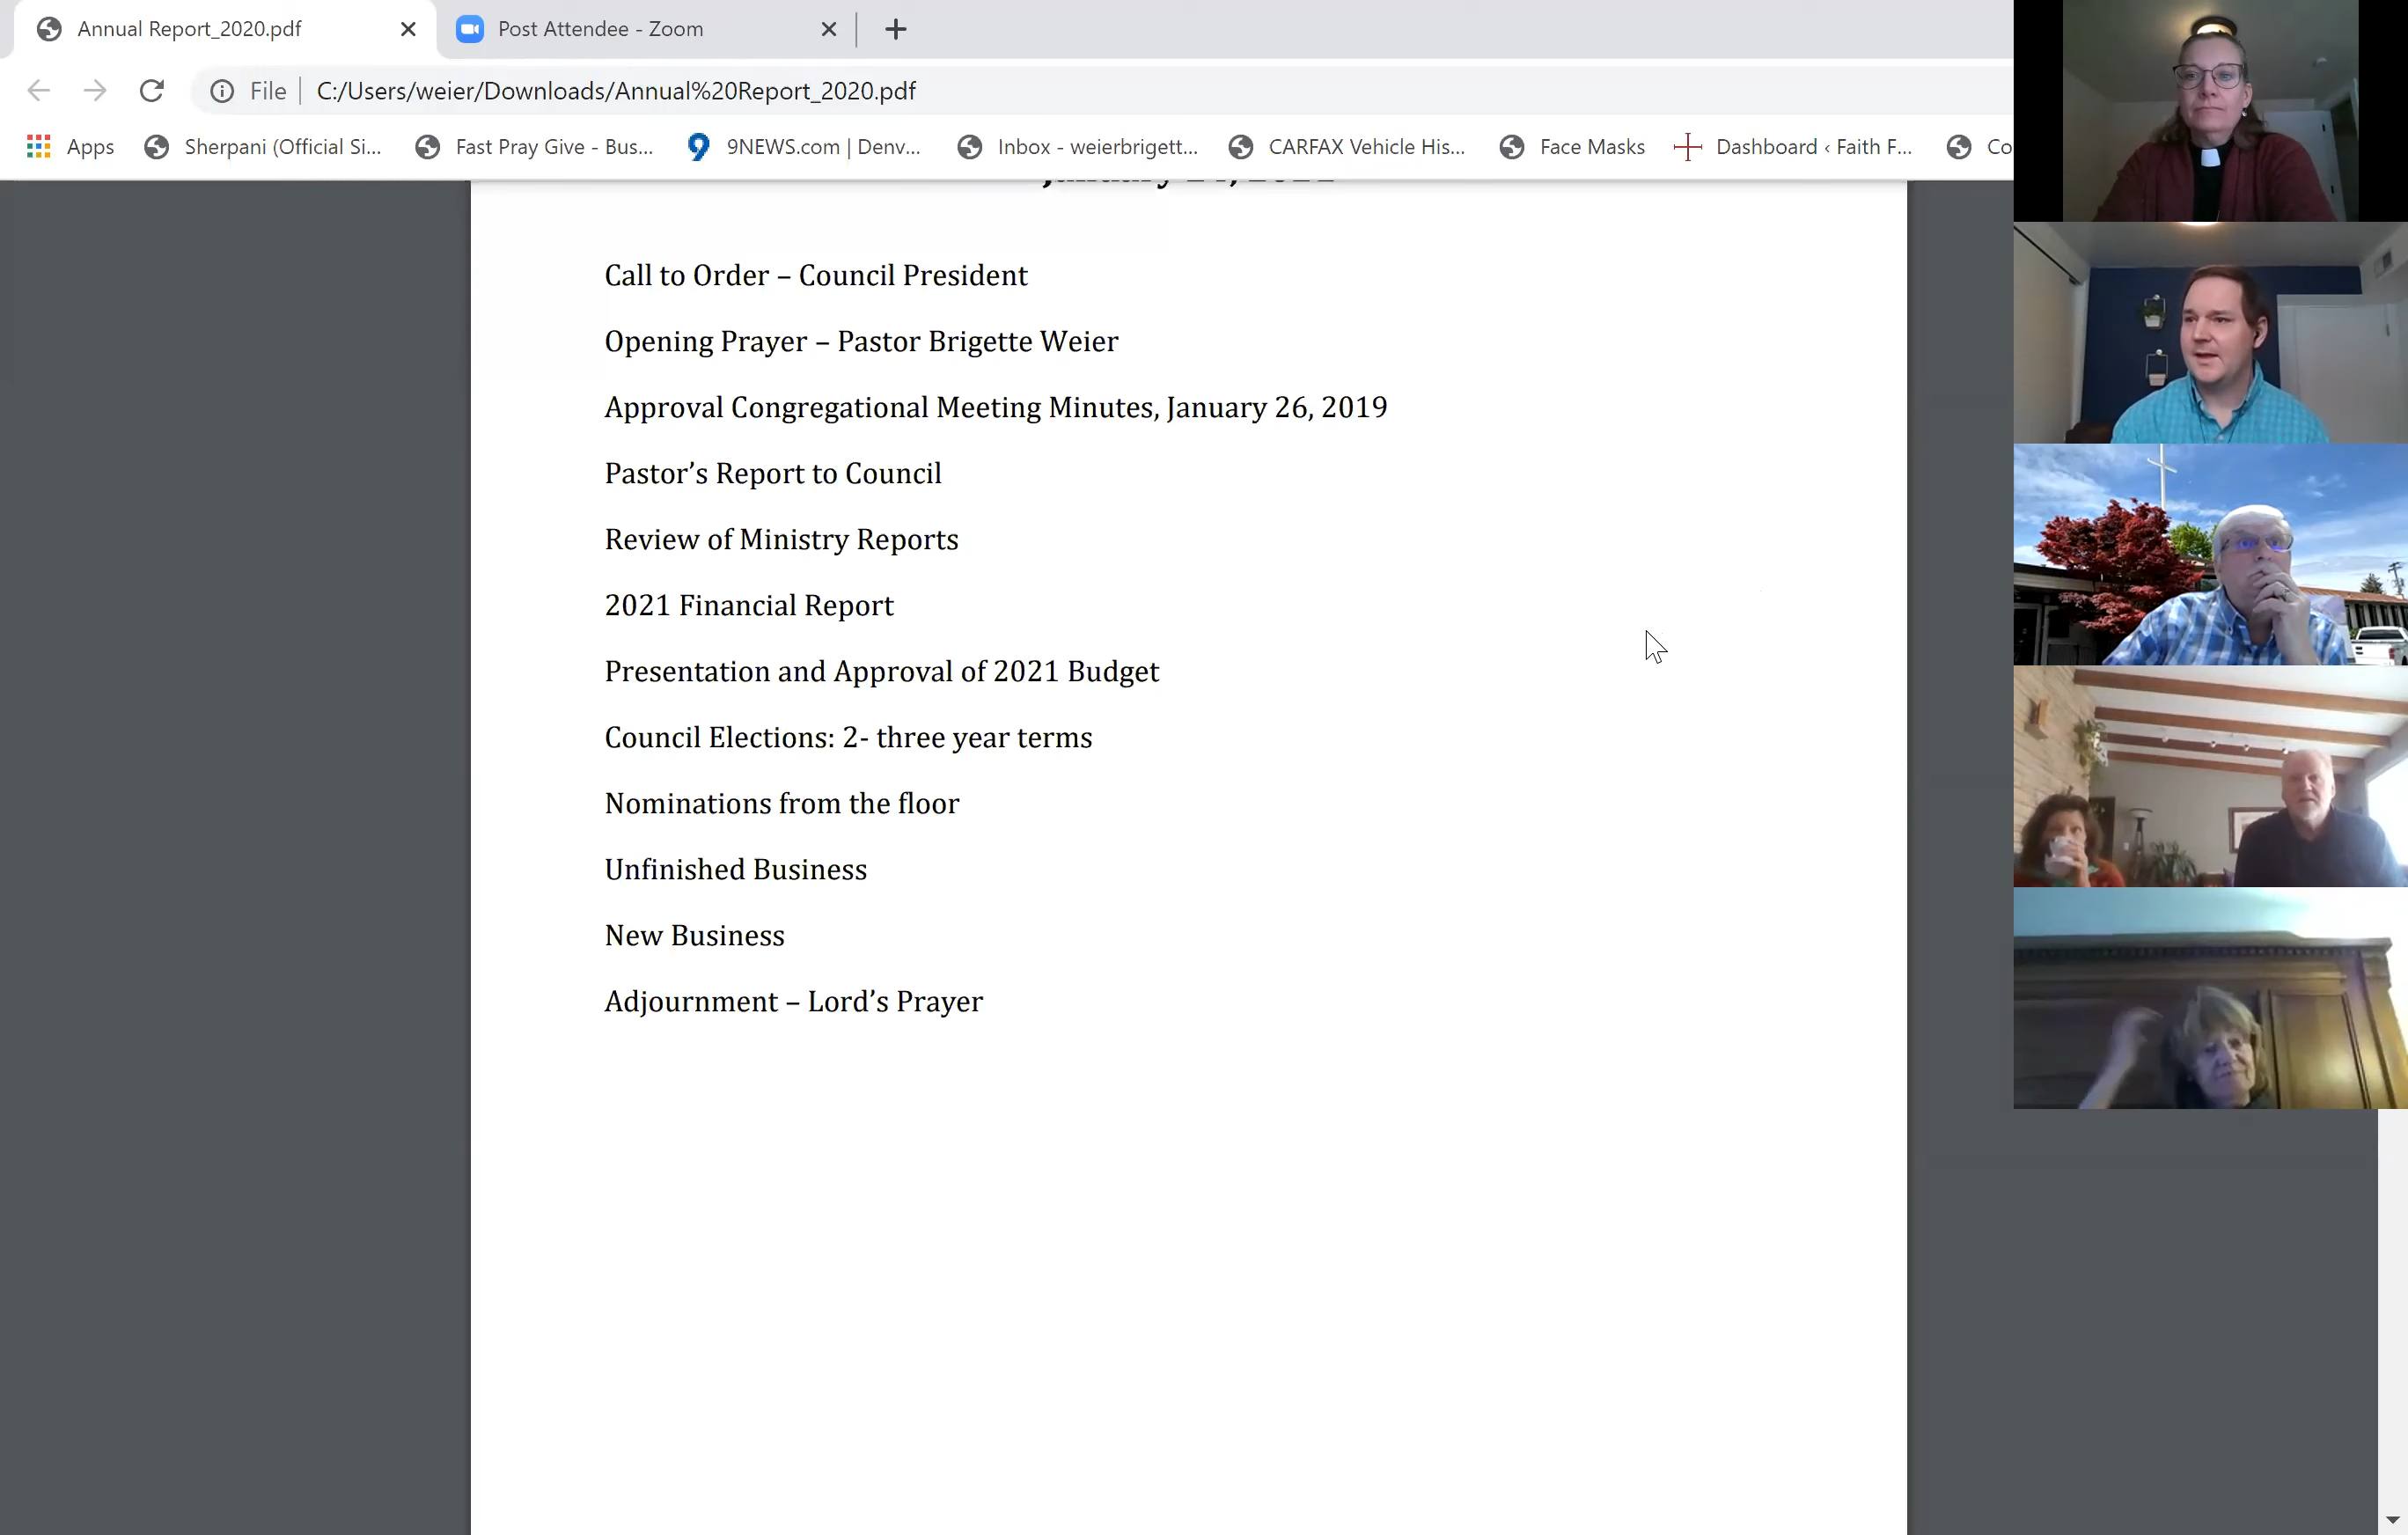 Annual Report_2020.pdf
Post Attendee - Zoom
File
C:/Users/weier/Downloads/Annual%20Report_2020.pdf
Apps
Sherpani (Official Si...
Fast Pray Give - Bus...
9NEWS.com | Denv...
Inbox - weierbrigett...
CARFAX Vehicle His...
Face Masks
Dashboard ‹ Faith F...
Co
Call to Order – Council President
Opening Prayer – Pastor Brigette Weier
Approval Congregational Meeting Minutes, January 26, 2019
Pastor’s Report to Council
Review of Ministry Reports
2021 Financial Report
Presentation and Approval of 2021 Budget
Council Elections: 2- three year terms
Nominations from the floor
Unfinished Business
New Business
Adjournment – Lord’s Prayer